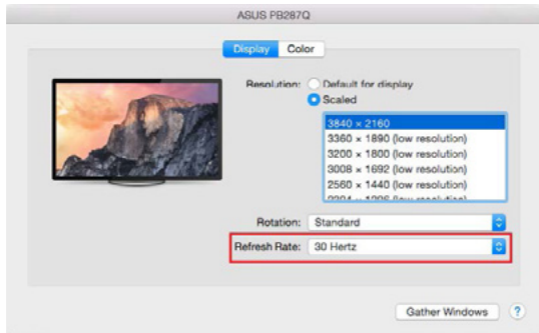 ASUS PB287Q
Display Color
Resolution: Default for display
Scaled
3840 × 2160
3360 × 1890 (low resolution)
3200 × 1800 (low resolution)
3008 × 1692 (low resolution)
2560 × 1440 (low resolution)
Rotation: Standard
Refresh Rate: 30 Hertz
Gather Windows ?